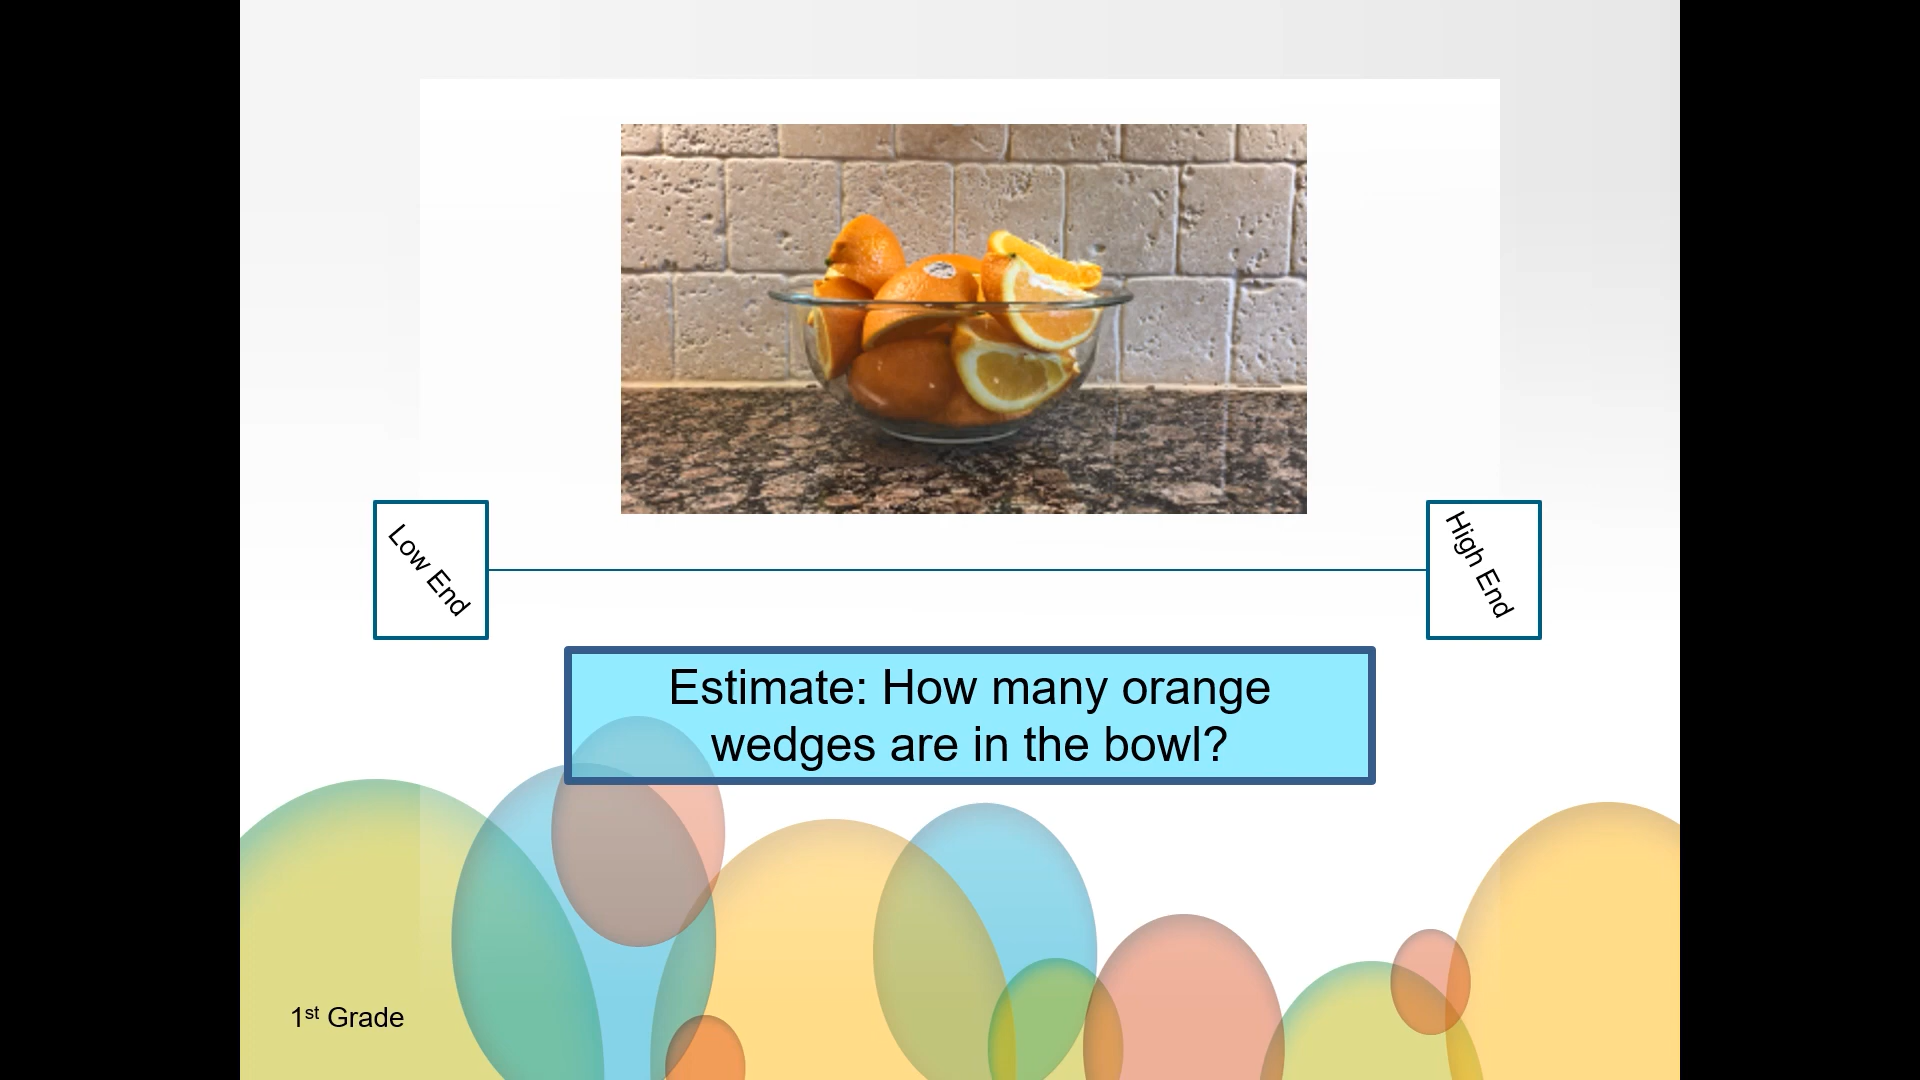 Low End
High End
Estimate: How many orange
wedges are in the bowl?
1st Grade